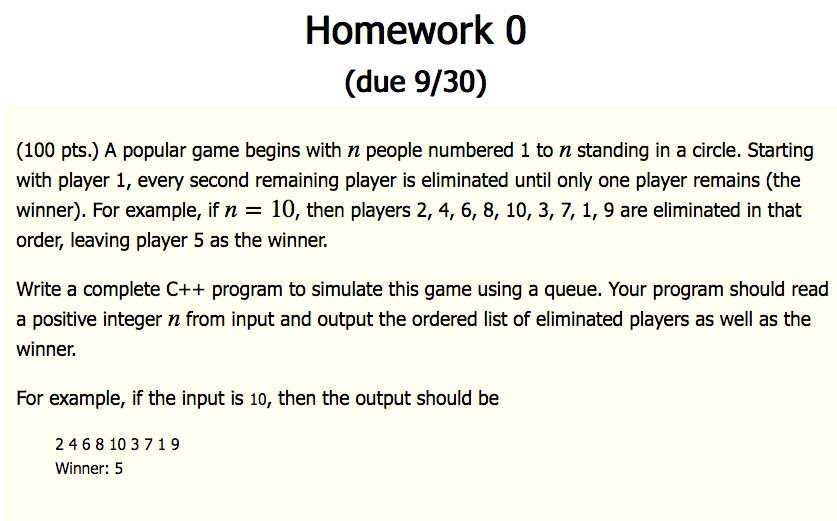 Homework 0
(due 9/30)
(100 pts.) A popular game begins with n people numbered 1 to n standing in a circle. Starting
with player 1, every second remaining player is eliminated until only one player remains (the
winner). For example, if n = 10, then players 2, 4, 6, 8, 10, 3, 7, 1, 9 are eliminated in that
order, leaving player 5 as the winner.
Write a complete C++ program to simulate this game using a queue. Your program should read
a positive integer n from input and output the ordered list of eliminated players as well as the
winner.
For example, if the input is 10, then the output should be
2 4 6 8 10 3 7 1 9
Winner: 5